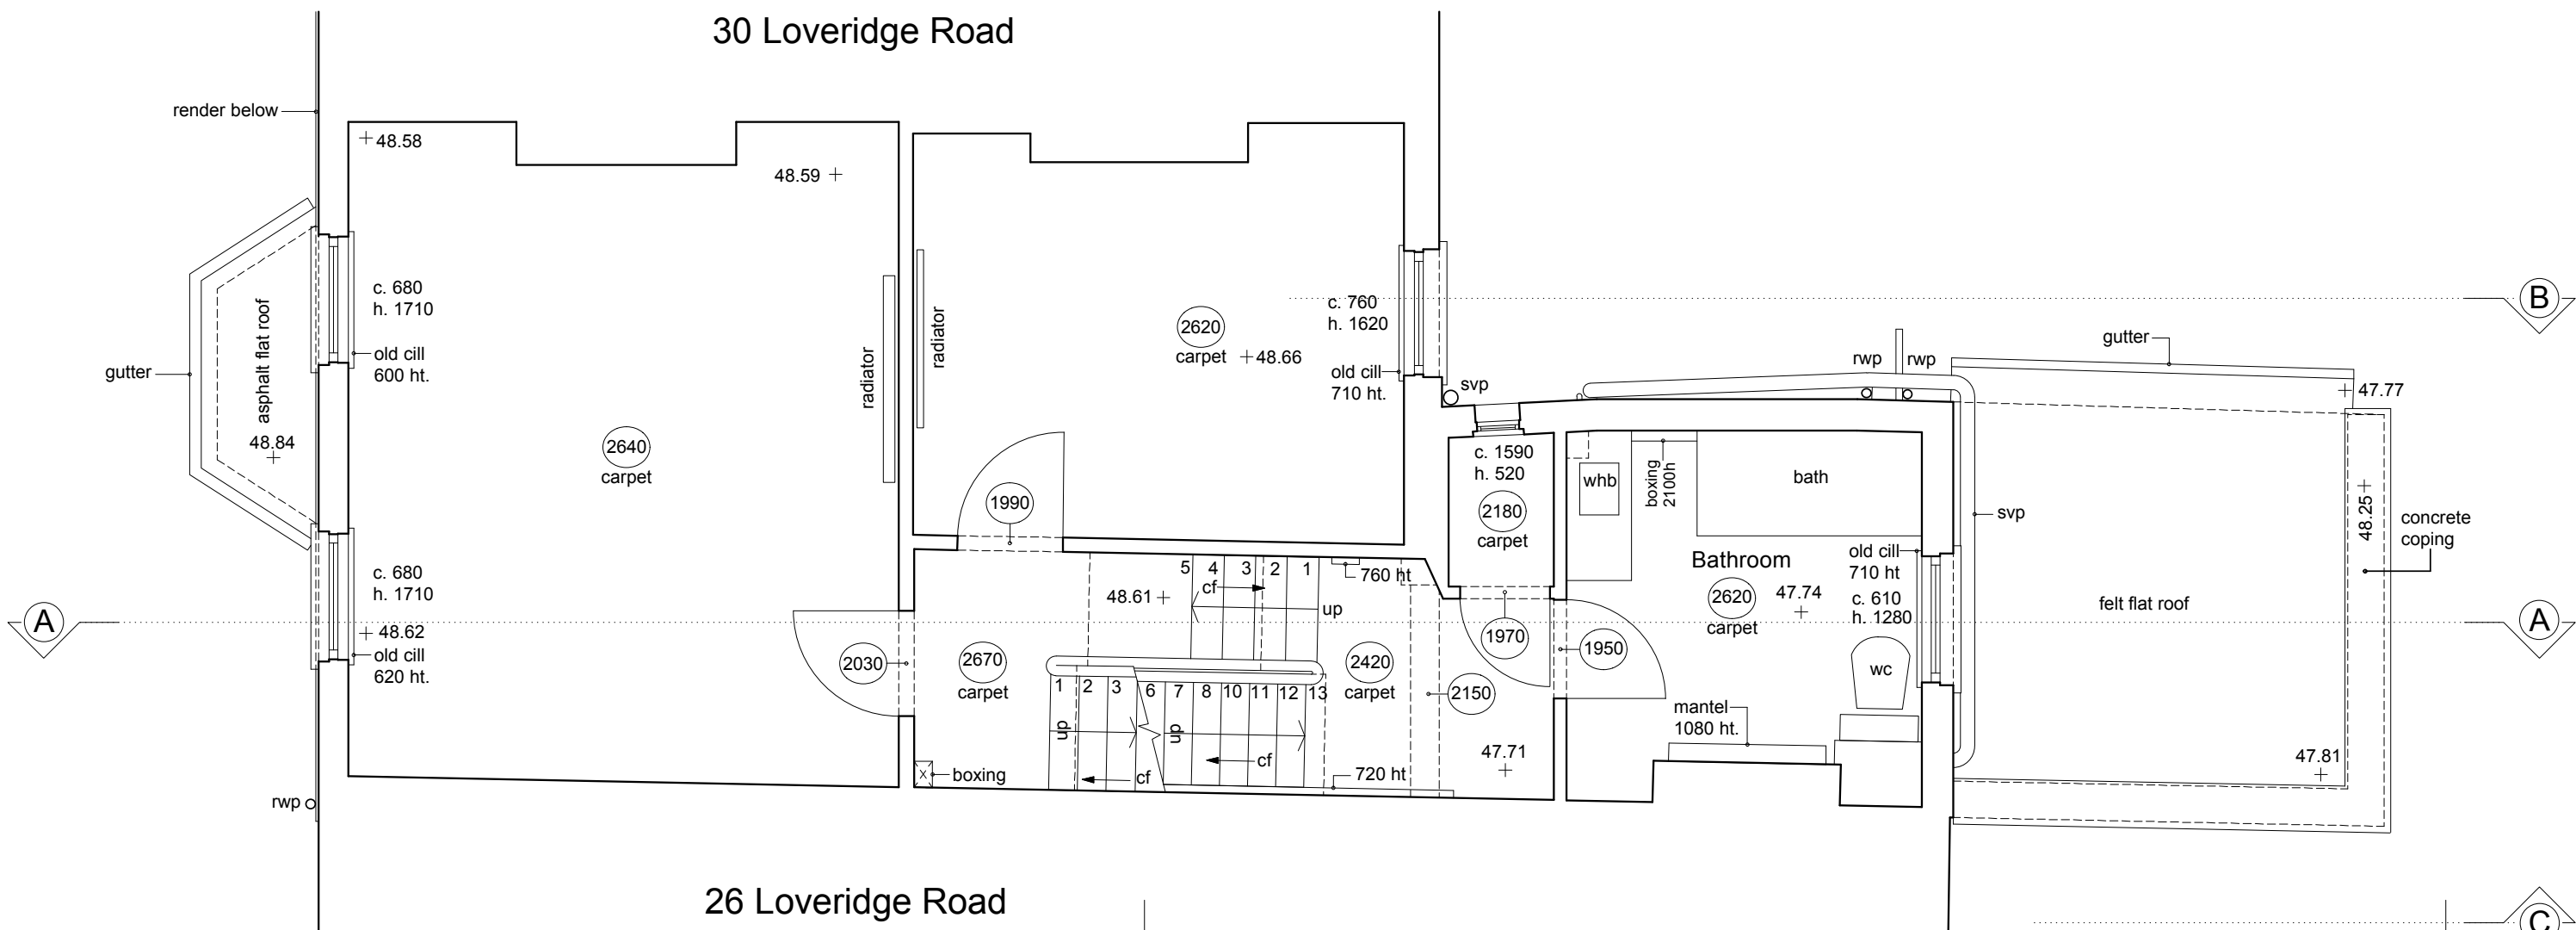 30 Loveridge Road
render below
48.58
48.59
c. 680
h. 1710
old cill
600 ht.
gutter
asphalt flat roof
48.84
2640
carpet
radiator
radiator
2620
carpet
48.66
c. 760
h. 1620
old cill
710 ht.
svp
B
rwp
rwp
gutter
47.77
1990
c. 1590
h. 520
2180
carpet
whb
boxing
2100h
bath
svp
48.25
concrete
coping
c. 680
h. 1710
48.62
old cill
620 ht.
A
48.61
5
4
3
2
1
cf
up
760 ht
Bathroom
2620
carpet
47.74
old cill
710 ht
c. 610
h. 1280
felt flat roof
A
2030
2670
carpet
2420
carpet
1970
1950
2150
wc
1
2
3
6
7
8
10
11
12
13
up
dn
cf
cf
mantel
1080 ht.
47.71
47.81
boxing
x
720 ht
rwp
26 Loveridge Road
C